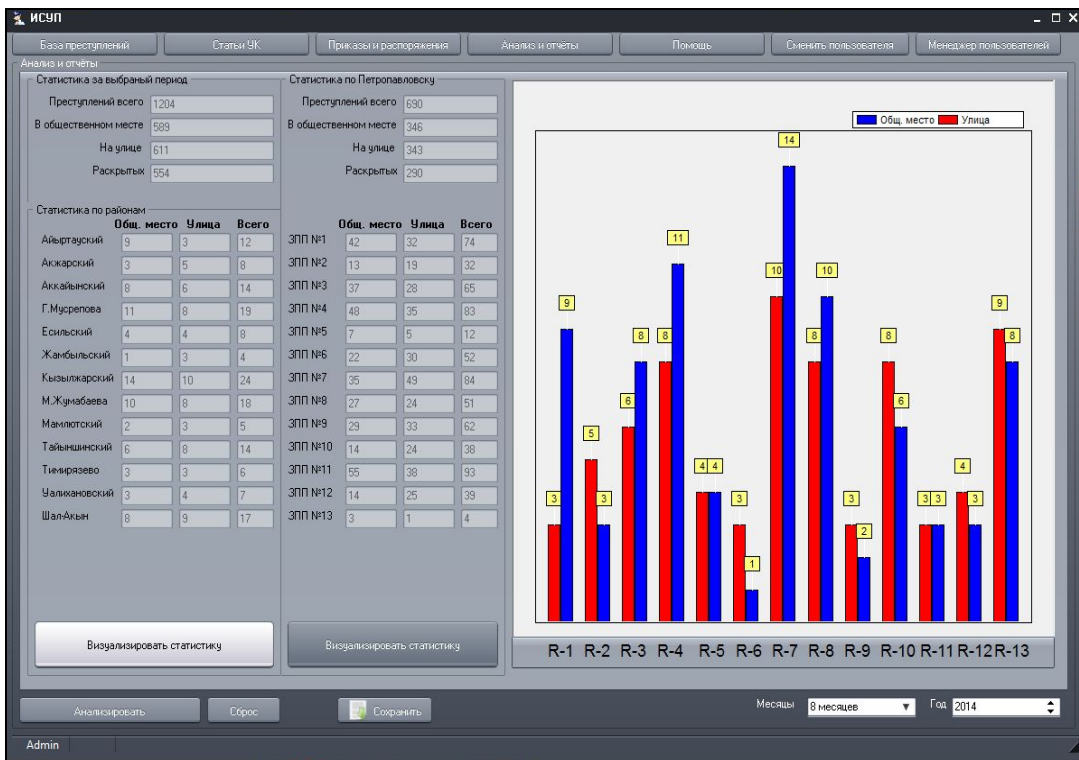 ИСУП
База преступлений Статьи УК Приказы и распоряжения Анализ и отчёты Помощь Сменить пользователя Менеджер пользователей
Анализ и отчёты
Статистика за выбраный период
Преступлений всего 1204
В общественном месте 589
На улице 611
Раскрытых 554
Статистика по Петропавловску
Преступлений всего 690
В общественном месте 346
На улице 343
Раскрытых 290
Статистика по районам
Общ. место Улица Всего
Айыртауский 9 3 12
Акжарский 3 5 8
Аккайынский 8 6 14
Г.Мусрепова 11 8 19
Есильский 4 4 8
Жамбыльский 1 3 4
Кызылжарский 14 10 24
М.Жумабаева 10 8 18
Мамлютский 2 3 5
Тайыншинский 6 8 14
Тимирязево 3 3 6
Уалихановский 3 4 7
Шал-Акын 8 9 17
Общ. место Улица Всего
ЗПП №1 42 32 74
ЗПП №2 13 19 32
ЗПП №3 37 28 65
ЗПП №4 48 35 83
ЗПП №5 7 5 12
ЗПП №6 22 30 52
ЗПП №7 35 49 84
ЗПП №8 27 24 51
ЗПП №9 29 33 62
ЗПП №10 14 24 38
ЗПП №11 55 38 93
ЗПП №12 14 25 39
ЗПП №13 3 1 4
Визуализировать статистику
Визуализировать статистику
Общ. место Улица
3 9 5 3 6 8 8 11 4 4 3 1 10 14 8 10 3 2 8 6 3 3 4 3 9 8
R-1 R-2 R-3 R-4 R-5 R-6 R-7 R-8 R-9 R-10 R-11 R-12 R-13
Анализировать Сброс Сохранить Месяцы 8 месяцев Год 2014
Admin